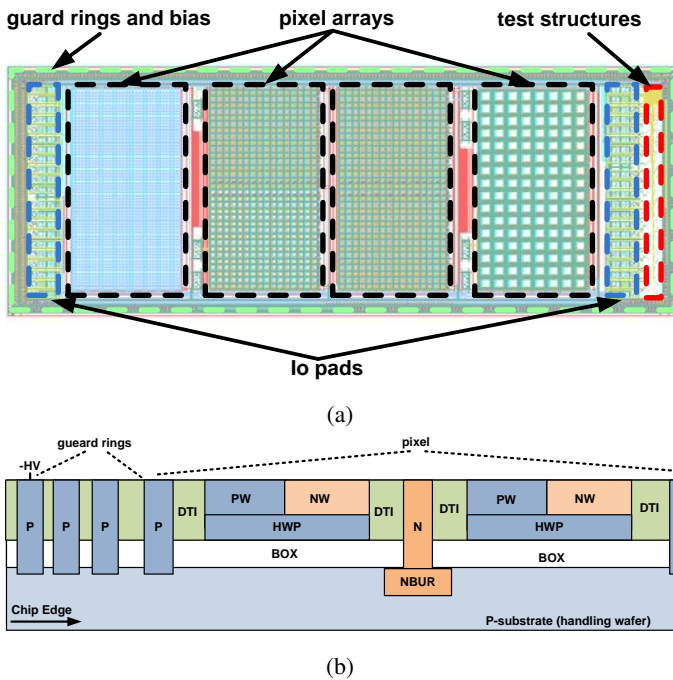 guard rings and bias pixel arrays test structures
Io pads
(a)
gueard rings pixel
-HV
P P P P DTI PW NW DTI N DTI PW NW DTI
HWP HWP
BOX BOX
NBUR
Chip Edge
P-substrate (handling wafer)
(b)